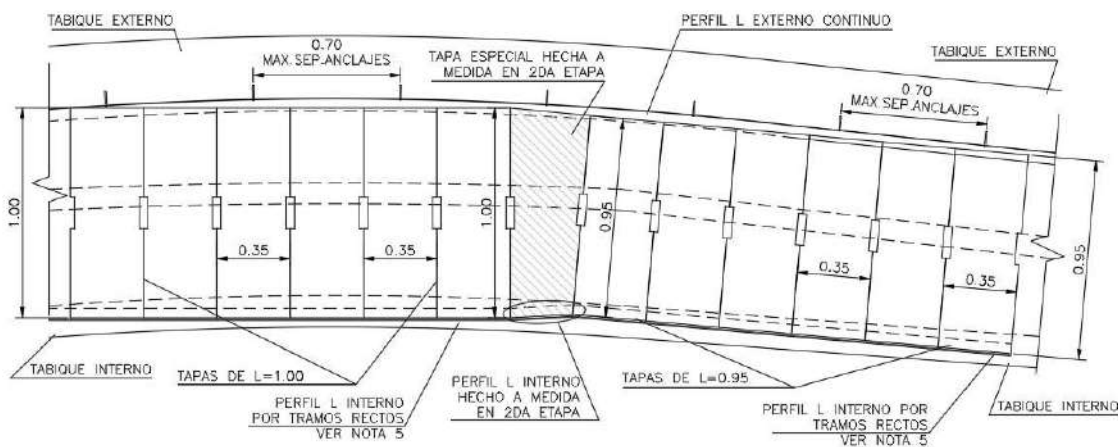 TABIQUE EXTERNO
0.70
MAX.SEP.ANCLAJES
TAPA ESPECIAL HECHA A
MEDIDA EN 2DA ETAPA
PERFIL L EXTERNO CONTINUO
TABIQUE EXTERNO
0.70
MAX.SEP.ANCLAJES
1.00
0.35
0.35
1.00
0.95
0.35
0.35
0.95
TABIQUE INTERNO
TAPAS DE L=1.00
PERFIL L INTERNO
POR TRAMOS RECTOS
VER NOTA 5
PERFIL L INTERNO
HECHO A MEDIDA
EN 2DA ETAPA
TAPAS DE L=0.95
PERFIL L INTERNO POR
TRAMOS RECTOS
VER NOTA 5
TABIQUE INTERNO